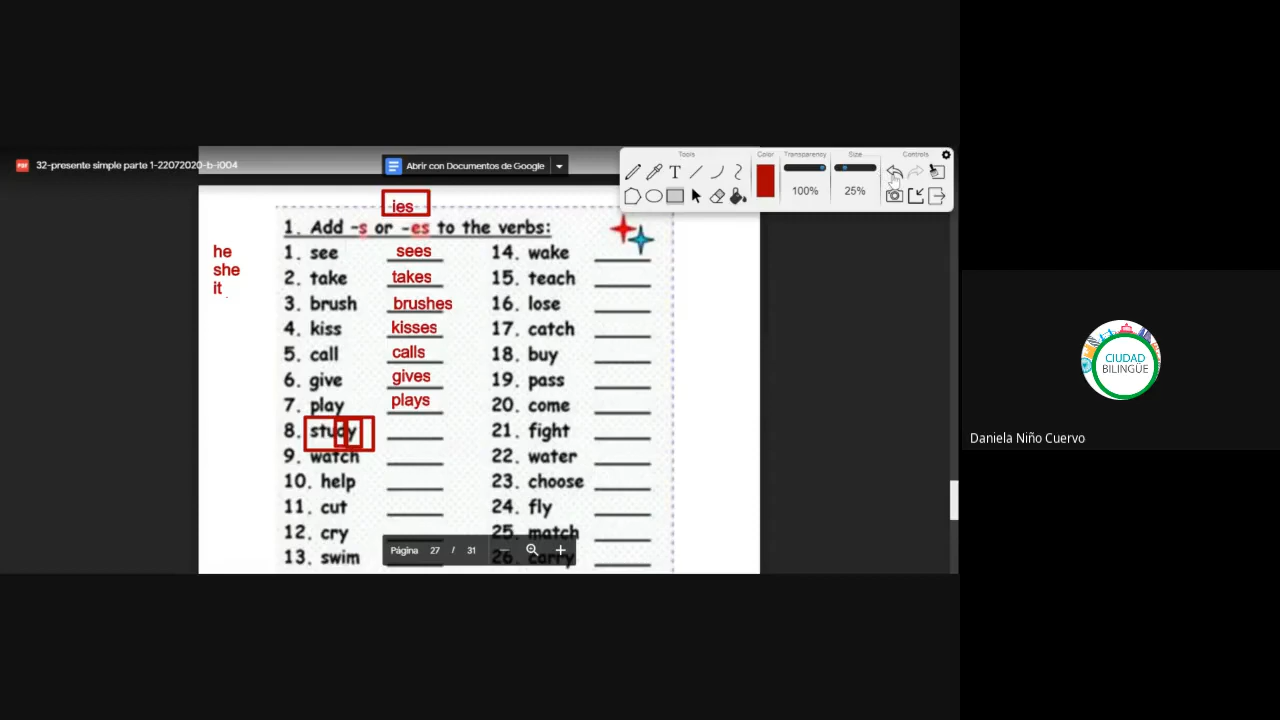 32-presente simple parte 1-22072020-b-i004
Abrir con Documentos de Google
Tools
Color
Transparency
Size
Controls
100%
25%
ies
1. Add -s or -es to the verbs:
he
she
it
1. see sees
2. take takes
3. brush brushes
4. kiss kisses
5. call calls
6. give gives
7. play plays
8. study
9. watch
10. help
11. cut
12. cry
13. swim
14. wake
15. teach
16. lose
17. catch
18. buy
19. pass
20. come
21. fight
22. water
23. choose
24. fly
25. match
26. carry
Página 27 / 31
CIUDAD
BILINGÜE
Daniela Niño Cuervo